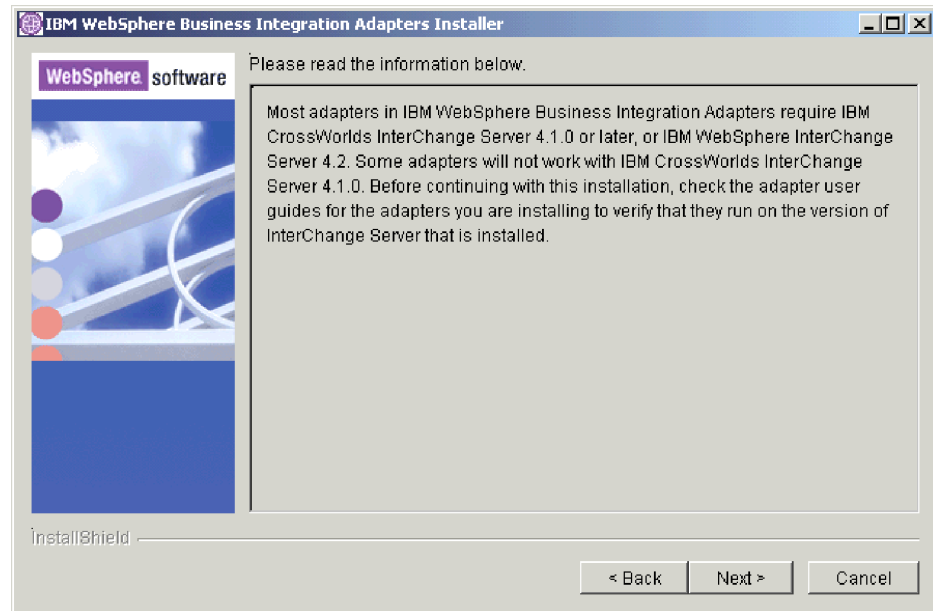 IBM WebSphere Business Integration Adapters Installer
WebSphere. software
Please read the information below.
Most adapters in IBM WebSphere Business Integration Adapters require IBM
CrossWorlds InterChange Server 4.1.0 or later, or IBM WebSphere InterChange
Server 4.2. Some adapters will not work with IBM CrossWorlds InterChange
Server 4.1.0. Before continuing with this installation, check the adapter user
guides for the adapters you are installing to verify that they run on the version of
InterChange Server that is installed.
InstallShield
< Back
Next >
Cancel